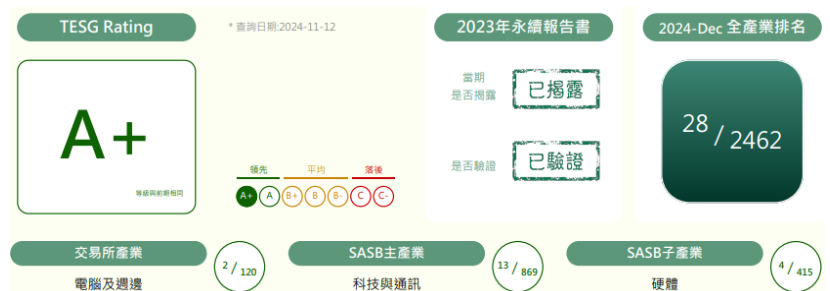 TESG Rating
* 查詢日期:2024-11-12
2023年永續報告書
2024-Dec 全產業排名
A+
等級與前期相同
領先 平均 落後
A+ A B+ B B- C C-
當期
是否揭露
已揭露
是否驗證
已驗證
28 / 2462
交易所產業
2 / 120
SASB主產業
13 / 869
SASB子產業
4 / 415
電腦及週邊
科技與通訊
硬體